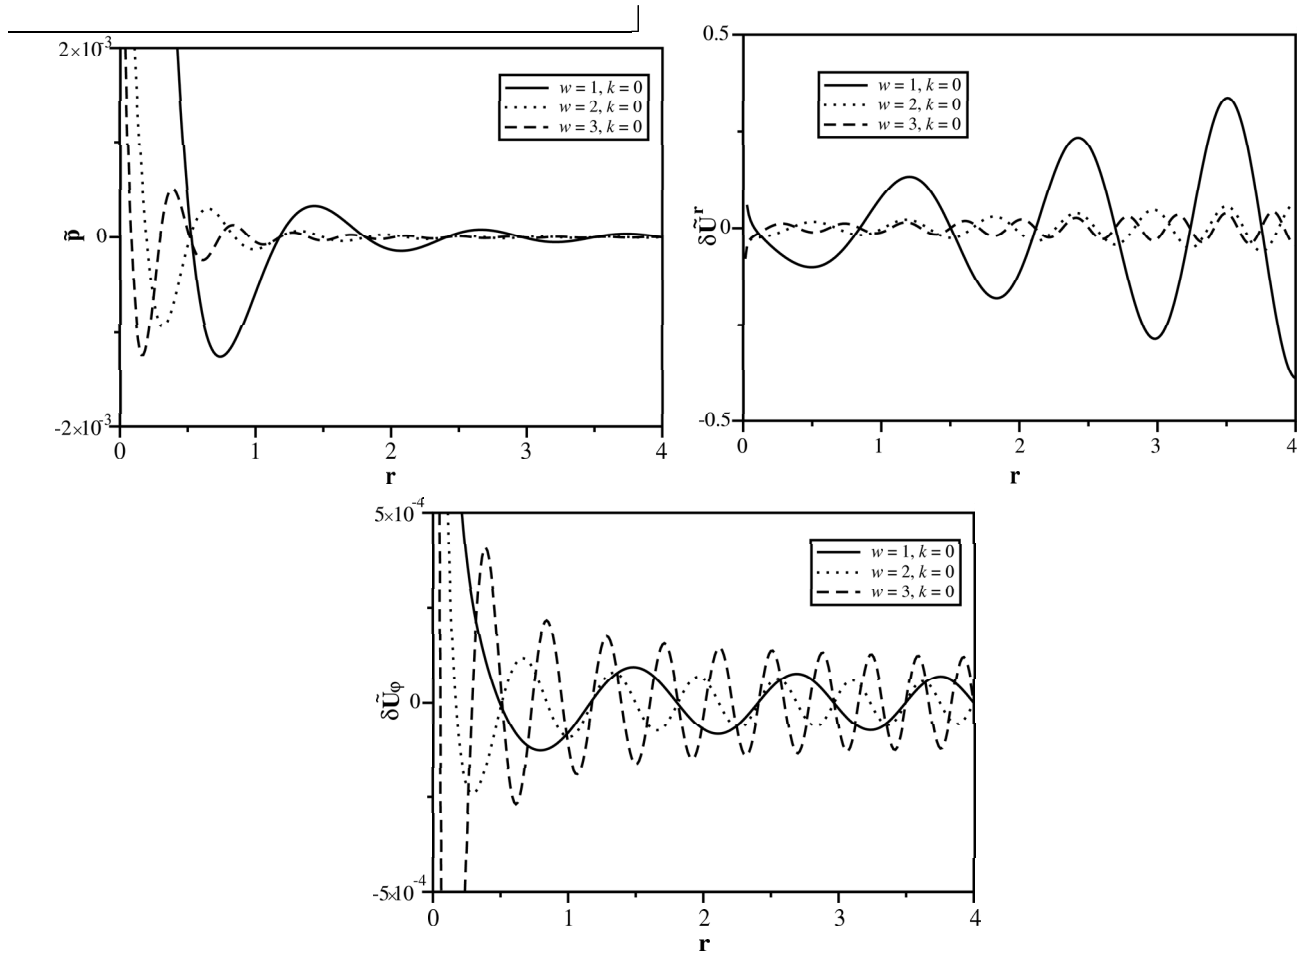 2×10⁻³
1
0
-2×10⁻³
p̃
w = 1, k = 0
w = 2, k = 0
w = 3, k = 0
0 1 2 3 4
r
0.5
0
-0.5
δŨʳ
w = 1, k = 0
w = 2, k = 0
w = 3, k = 0
0 1 2 3 4
r
5×10⁻⁴
0
-5×10⁻⁴
δŨφ
w = 1, k = 0
w = 2, k = 0
w = 3, k = 0
0 1 2 3 4
r